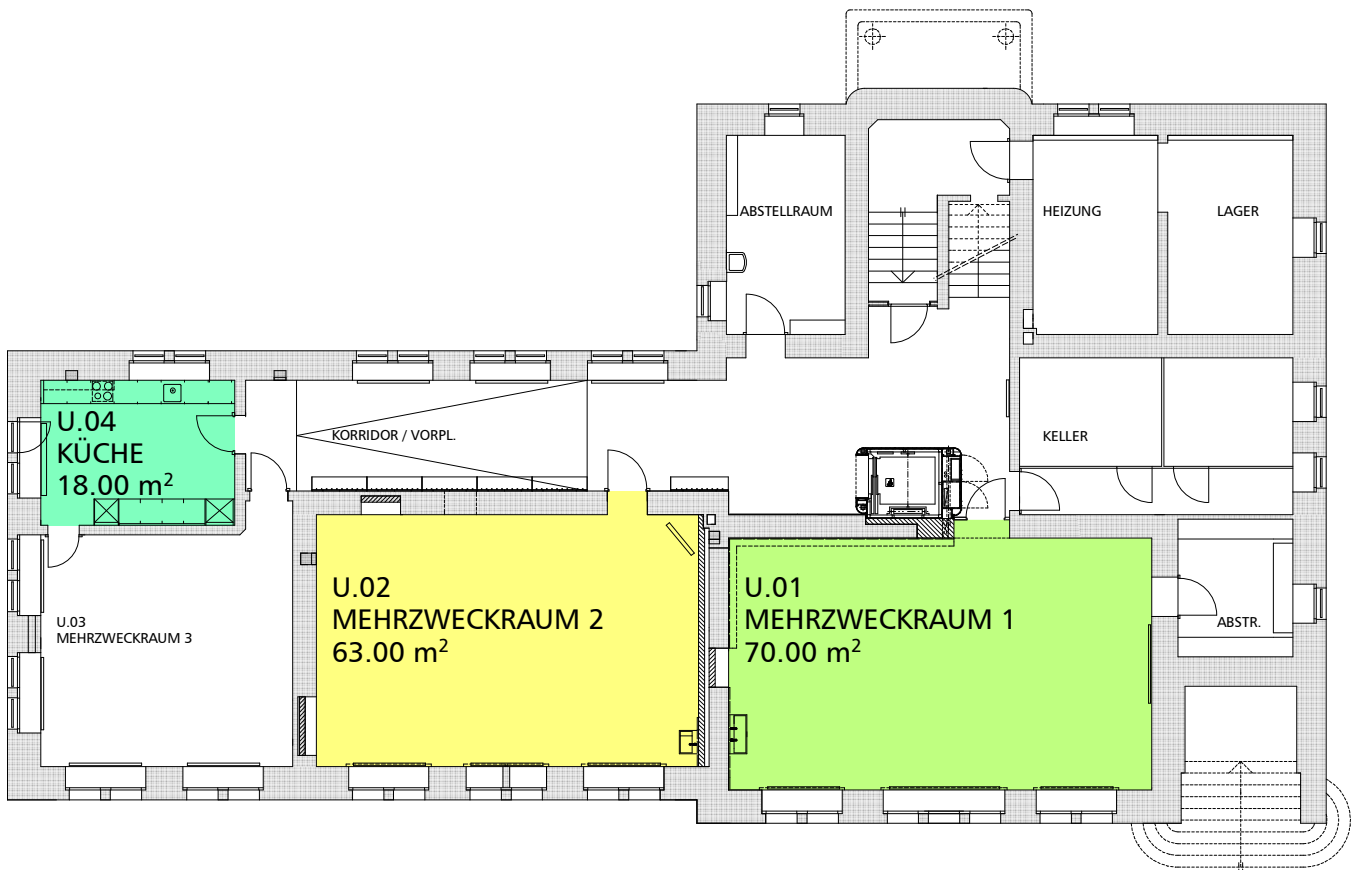 ABSTELLRAUM
HEIZUNG
LAGER
U.04
KÜCHE
18.00 m²
KORRIDOR / VORPL.
KELLER
U.03
MEHRZWECKRAUM 3
U.02
MEHRZWECKRAUM 2
63.00 m²
U.01
MEHRZWECKRAUM 1
70.00 m²
ABSTR.